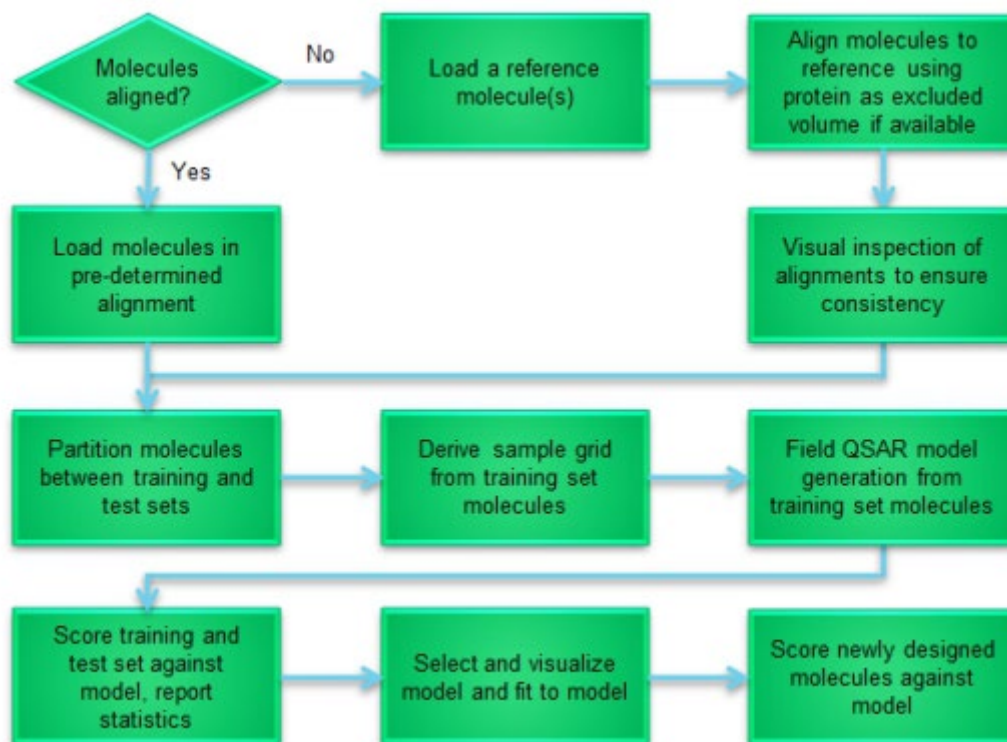 Molecules
aligned?
No
Load a reference
molecule(s)
Align molecules to
reference using
protein as excluded
volume if available
Yes
Load molecules in
pre-determined
alignment
Visual inspection of
alignments to ensure
consistency
Partition molecules
between training and
test sets
Derive sample grid
from training set
molecules
Field QSAR model
generation from
training set molecules
Score training and
test set against
model, report
statistics
Select and visualize
model and fit to model
Score newly designed
molecules against
model